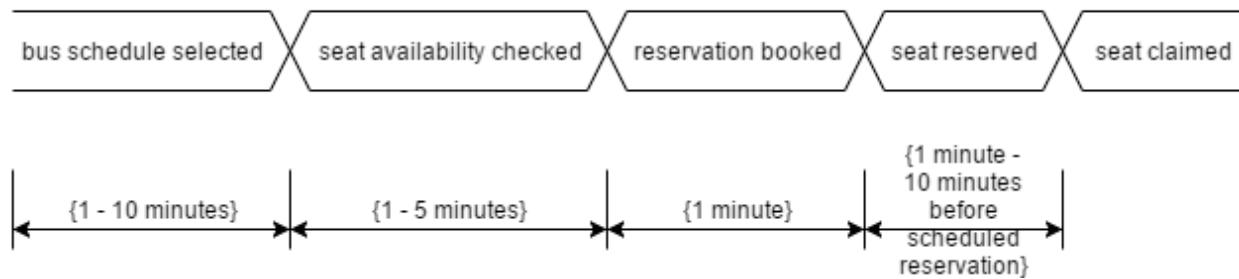 bus schedule selected
seat availability checked
reservation booked
seat reserved
seat claimed
{1 - 10 minutes}
{1 - 5 minutes}
{1 minute}
{1 minute -
10 minutes
before
scheduled
reservation}